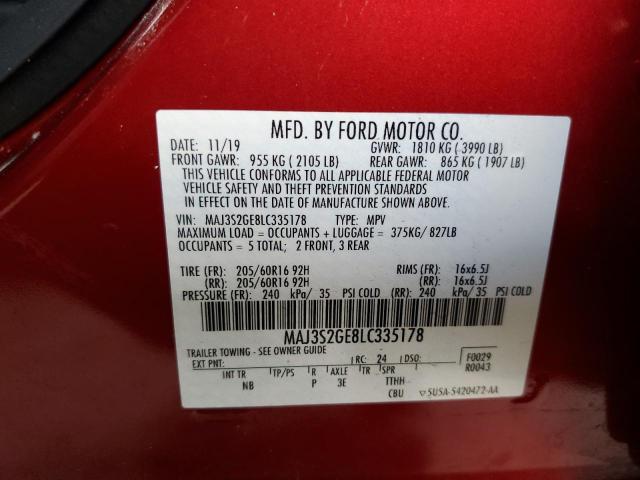 MFD. BY FORD MOTOR CO.
DATE: 11/19 GVWR: 1810 KG ( 3990 LB)
FRONT GAWR: 955 KG ( 2105 LB) REAR GAWR: 865 KG ( 1907 LB)
THIS VEHICLE CONFORMS TO ALL APPLICABLE FEDERAL MOTOR
VEHICLE SAFETY AND THEFT PREVENTION STANDARDS
IN EFFECT ON THE DATE OF MANUFACTURE SHOWN ABOVE.
VIN: MAJ3S2GE8LC335178 TYPE: MPV
MAXIMUM LOAD = OCCUPANTS + LUGGAGE = 375KG/ 827LB
OCCUPANTS = 5 TOTAL; 2 FRONT, 3 REAR
TIRE (FR): 205/60R16 92H RIMS (FR): 16x6.5J
(RR): 205/60R16 92H (RR): 16x6.5J
PRESSURE (FR): 240 kPa/ 35 PSI COLD (RR): 240 kPa/ 35 PSI COLD
MAJ3S2GE8LC335178
TRAILER TOWING - SEE OWNER GUIDE
EXT PNT: RC: 24 DSO: F0029
R0043
INT TR TP/PS R AXLE TR SPR
NB P 3E TTHH
CBU ▽5USA-S420472-AA